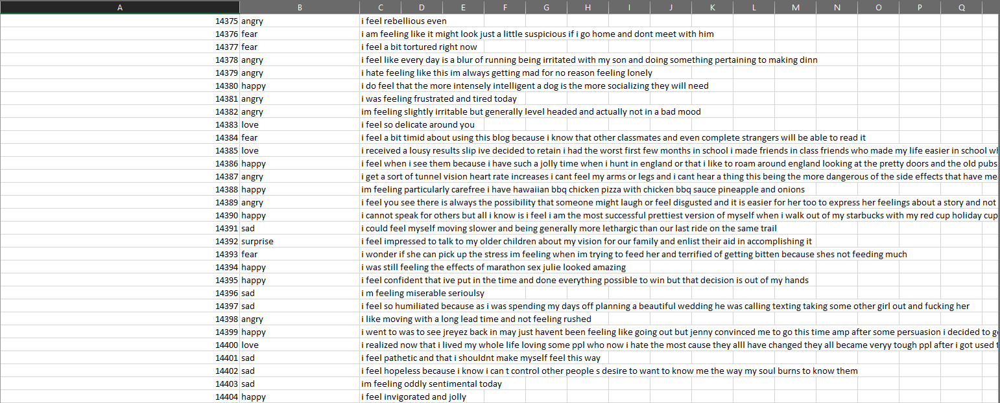 A B C D E F G H I J K L M N O P Q
14375 angry i feel rebellious even
14376 fear i am feeling like it might look just a little suspicious if i go home and dont meet with him
14377 fear i feel a bit tortured right now
14378 angry i feel like every day is a blur of running being irritated with my son and doing something pertaining to making dinn
14379 angry i hate feeling like this im always getting mad for no reason feeling lonely
14380 happy i do feel that the more intensely intelligent a dog is the more socializing they will need
14381 angry i was feeling frustrated and tired today
14382 angry im feeling slightly irritable but generally level headed and actually not in a bad mood
14383 love i feel so delicate around you
14384 fear i feel a bit timid about using this blog because i know that other classmates and even complete strangers will be able to read it
14385 love i received a lousy results slip ive decided to retain i had the worst first few months in school i made friends in class friends who made my life easier in school wh
14386 happy i feel when i see them because i have such a jolly time when i hunt in england or that i like to roam around england looking at the pretty doors and the old pubs
14387 angry i get a sort of tunnel vision heart rate increases i cant feel my arms or legs and i cant hear a thing this being the more dangerous of the side effects that have me
14388 happy im feeling particularly carefree i have hawaiian bbq chicken pizza with chicken bbq sauce pineapple and onions
14389 angry i feel you see there is always the possibility that someone might laugh or feel disgusted and it is easier for her too to express her feelings about a story and not
14390 happy i cannot speak for others but all i know is i feel i am the most successful prettiest version of myself when i walk out of my starbucks with my red cup holiday cup
14391 sad i could feel myself moving slower and being generally more lethargic than our last ride on the same trail
14392 surprise i feel impressed to talk to my older children about my vision for our family and enlist their aid in accomplishing it
14393 fear i wonder if she can pick up the stress im feeling when im trying to feed her and terrified of getting bitten because shes not feeding much
14394 happy i was still feeling the effects of marathon sex julie looked amazing
14395 happy i feel confident that ive put in the time and done everything possible to win but that decision is out of my hands
14396 sad i m feeling miserable serioulsy
14397 sad i feel so humiliated because as i was spending my days off planning a beautiful wedding he was calling texting taking some other girl out and fucking her
14398 angry i like moving with a long lead time and not feeling rushed
14399 happy i went to was to see jreyez back in may just havent been feeling like going out but jenny convinced me to go this time amp after some persuasion i decided to g
14400 love i realized now that i lived my whole life loving some ppl who now i hate the most cause they alll have changed they all became veryy tough ppl after i got used t
14401 sad i feel pathetic and that i shouldnt make myself feel this way
14402 sad i feel hopeless because i know i can t control other people s desire to want to know me the way my soul burns to know them
14403 sad im feeling oddly sentimental today
14404 happy i feel invigorated and jolly